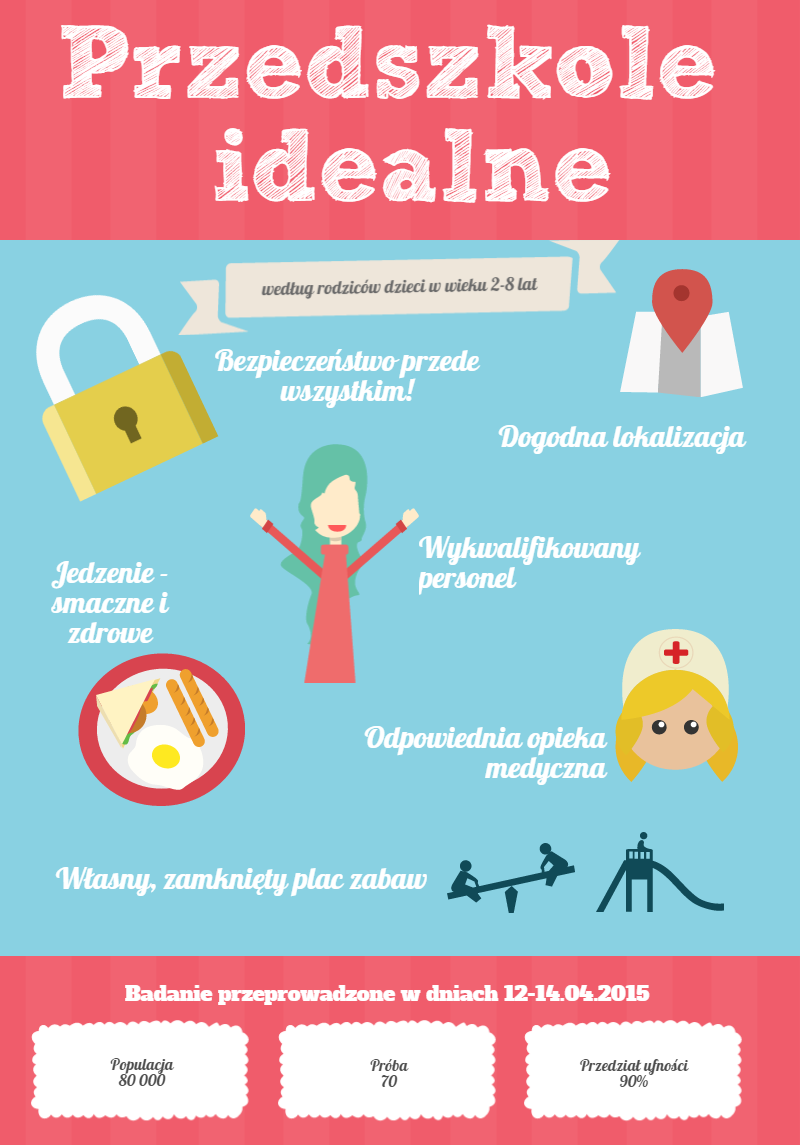 Przedszkole
idealne
według rodziców dzieci w wieku 2-8 lat
Bezpieczeństwo przede
wszystkim!
Dogodna lokalizacja
Wykwalifikowany
personel
Jedzenie -
smaczne i
zdrowe
Odpowiednia opieka
medyczna
Własny, zamknięty plac zabaw
Badanie przeprowadzone w dniach 12-14.04.2015
Populacja
80 000
Próba
70
Przedział ufności
90%